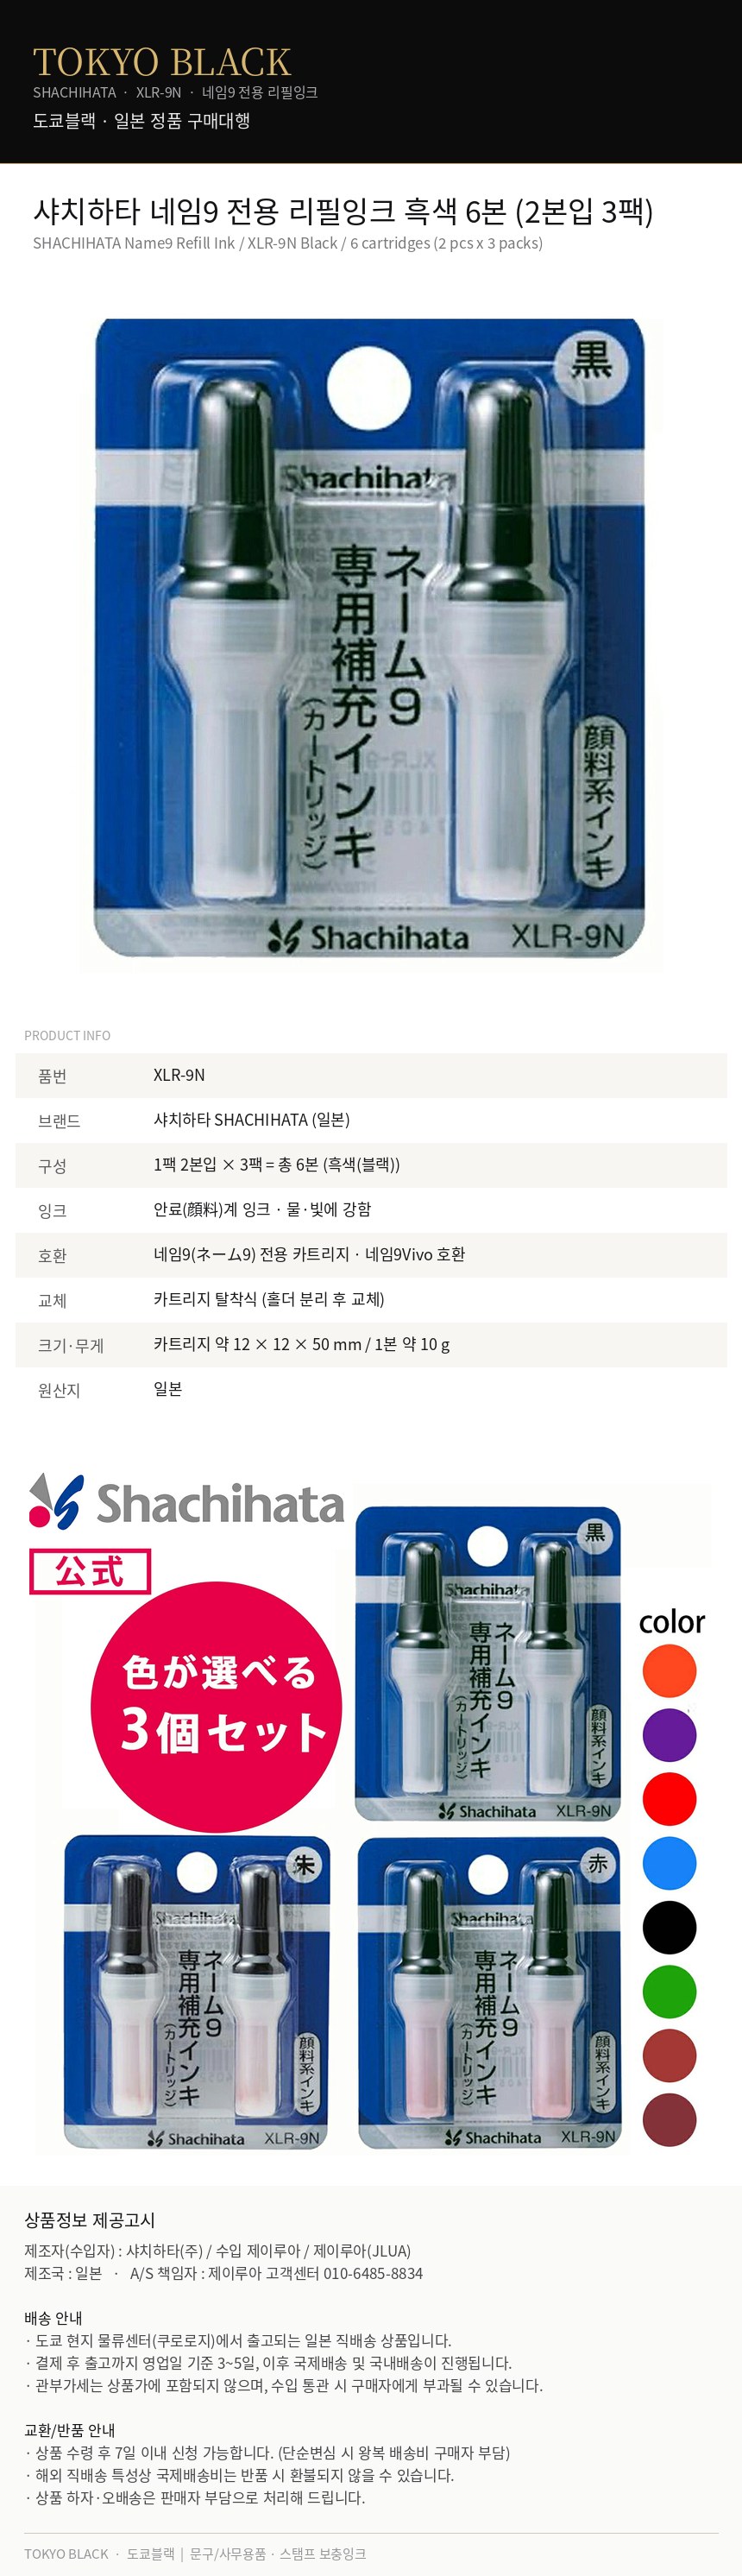 TOKYO BLACK
SHACHIHATA · XLR-9N · 네임9 전용 리필잉크
도쿄블랙 · 일본 정품 구매대행
샤치하타 네임9 전용 리필잉크 흑색 6본 (2본입 3팩)
SHACHIHATA Name9 Refill Ink / XLR-9N Black / 6 cartridges (2 pcs x 3 packs)
黒
Shachihata
ネーム9
専用補充インキ
(カートリッジ)
顔料系インキ
Shachihata XLR-9N
PRODUCT INFO
품번 XLR-9N
브랜드 샤치하타 SHACHIHATA (일본)
구성 1팩 2본입 × 3팩 = 총 6본 (흑색(블랙))
잉크 안료(顔料)계 잉크 · 물·빛에 강함
호환 네임9(ネーム9) 전용 카트리지 · 네임9Vivo 호환
교체 카트리지 탈착식 (홀더 분리 후 교체)
크기·무게 카트리지 약 12 × 12 × 50 mm / 1본 약 10 g
원산지 일본
Shachihata
公式
色が選べる
3個セット
黒
Shachihata
ネーム9
専用補充インキ
(カートリッジ)
顔料系インキ
Shachihata XLR-9N
color
朱
Shachihata
ネーム9
専用補充インキ
(カートリッジ)
顔料系インキ
Shachihata XLR-9N
赤
Shachihata
ネーム9
専用補充インキ
(カートリッジ)
顔料系インキ
Shachihata XLR-9N
상품정보 제공고시
제조자(수입자) : 샤치하타(주) / 수입 제이루아 / 제이루아(JLUA)
제조국 : 일본 · A/S 책임자 : 제이루아 고객센터 010-6485-8834
배송 안내
· 도쿄 현지 물류센터(쿠로로지)에서 출고되는 일본 직배송 상품입니다.
· 결제 후 출고까지 영업일 기준 3~5일, 이후 국제배송 및 국내배송이 진행됩니다.
· 관부가세는 상품가에 포함되지 않으며, 수입 통관 시 구매자에게 부과될 수 있습니다.
교환/반품 안내
· 상품 수령 후 7일 이내 신청 가능합니다. (단순변심 시 왕복 배송비 구매자 부담)
· 해외 직배송 특성상 국제배송비는 반품 시 환불되지 않을 수 있습니다.
· 상품 하자·오배송은 판매자 부담으로 처리해 드립니다.
TOKYO BLACK · 도쿄블랙 | 문구/사무용품 · 스탬프 보충잉크